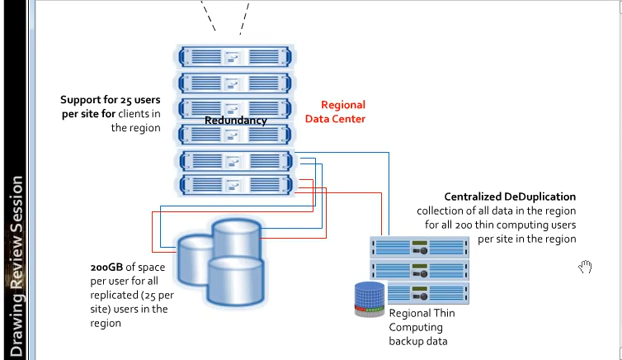 Drawing Review Session
Support for 25 users
per site for clients in
the region
Redundancy
Regional
Data Center
Centralized DeDuplication
collection of all data in the region
for all 200 thin computing users
per site in the region
200GB of space
per user for all
replicated (25 per
site) users in the
region
Regional Thin
Computing
backup data